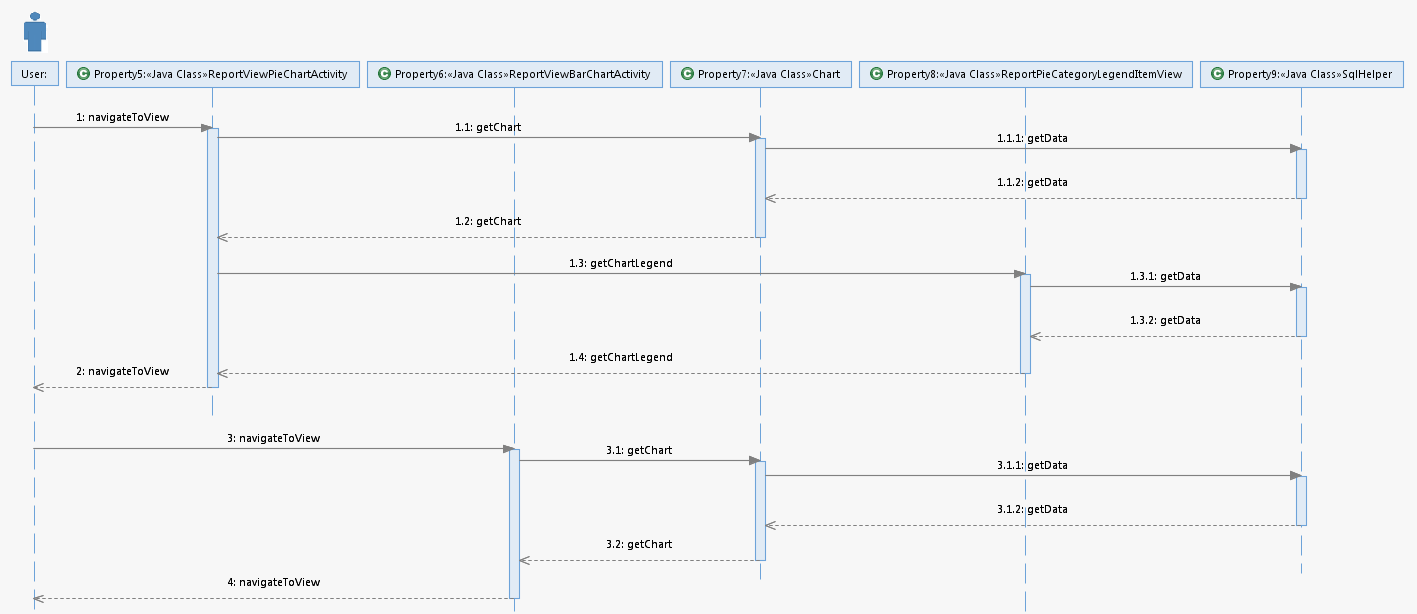 User:
C Property5:«Java Class»ReportViewPieChartActivity
C Property6:«Java Class»ReportViewBarChartActivity
C Property7:«Java Class»Chart
C Property8:«Java Class»ReportPieCategoryLegendItemView
C Property9:«Java Class»SqlHelper
1: navigateToView
1.1: getChart
1.1.1: getData
1.1.2: getData
1.2: getChart
1.3: getChartLegend
1.3.1: getData
1.3.2: getData
1.4: getChartLegend
2: navigateToView
3: navigateToView
3.1: getChart
3.1.1: getData
3.1.2: getData
3.2: getChart
4: navigateToView